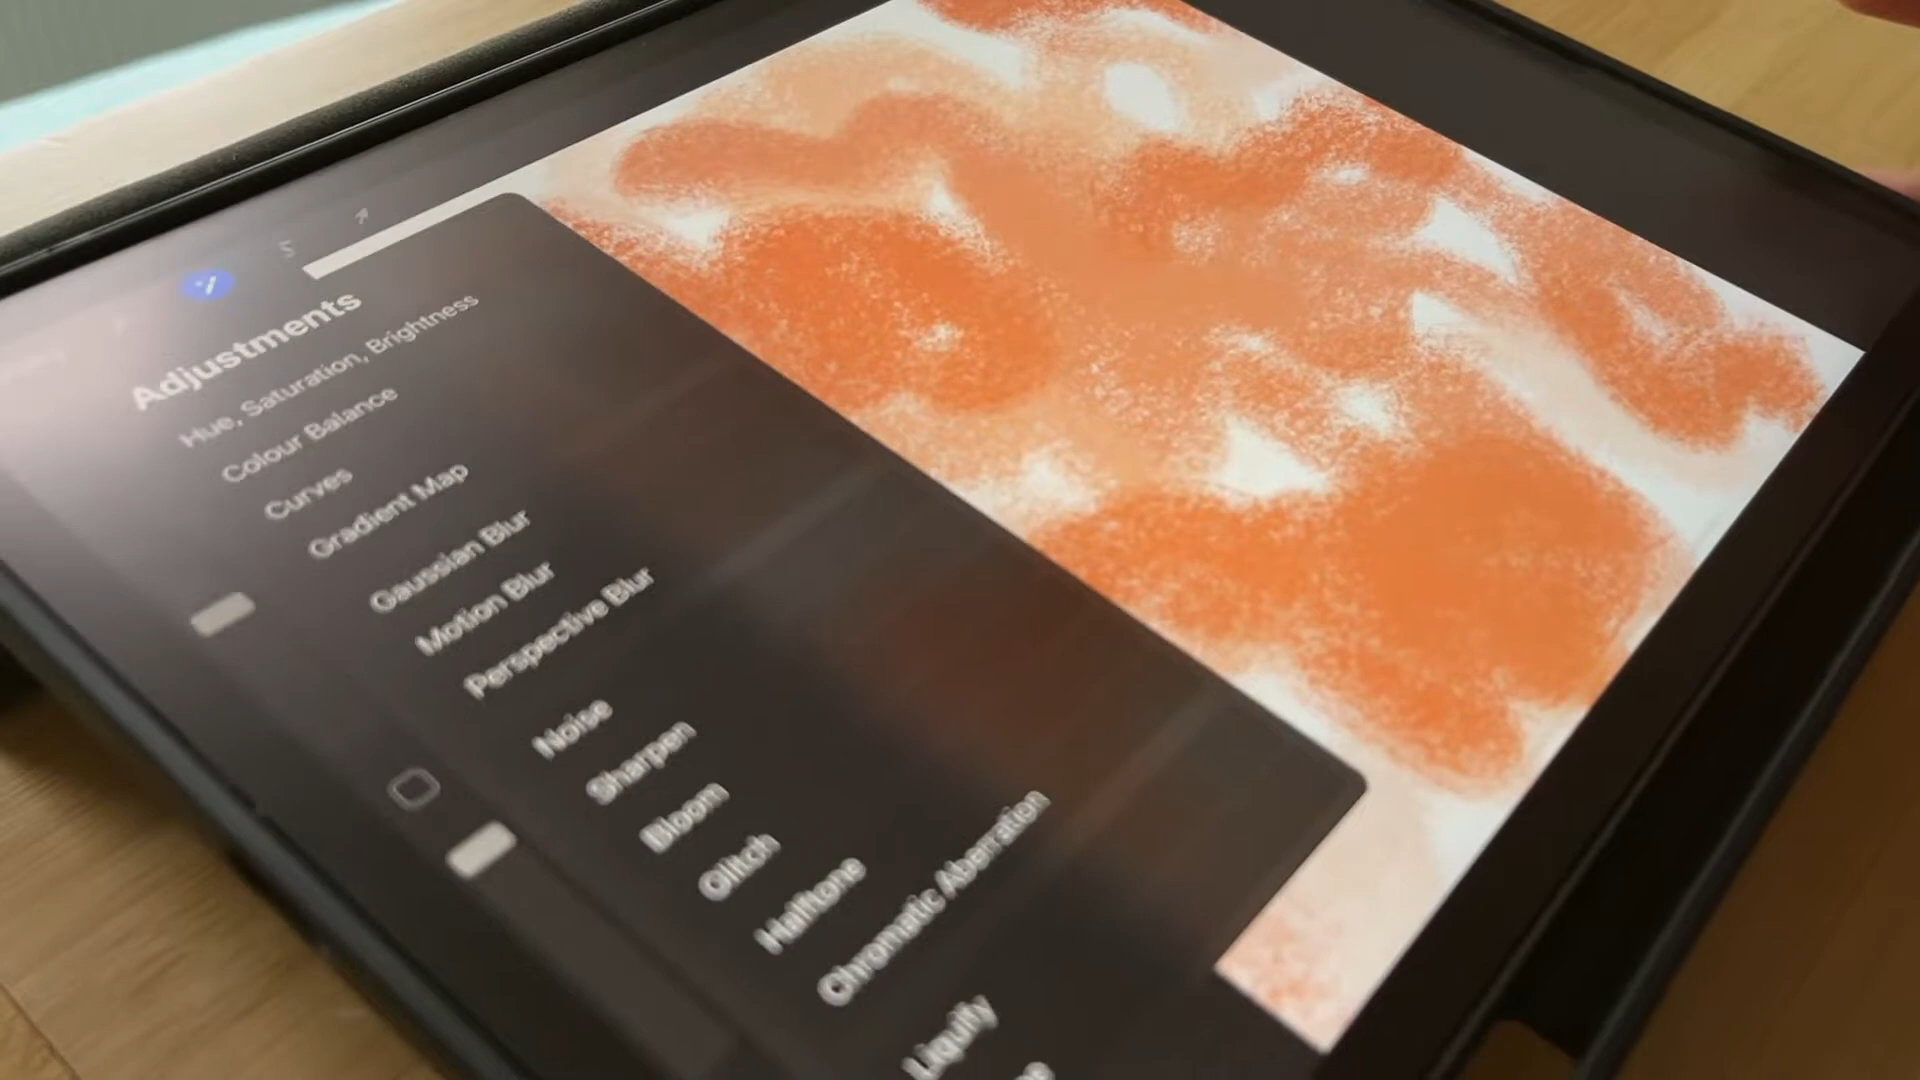 Adjustments
Hue, Saturation, Brightness
Colour Balance
Curves
Gradient Map
Gaussian Blur
Motion Blur
Perspective Blur
Noise
Sharpen
Bloom
Glitch
Halftone
Chromatic Aberration
Liquify